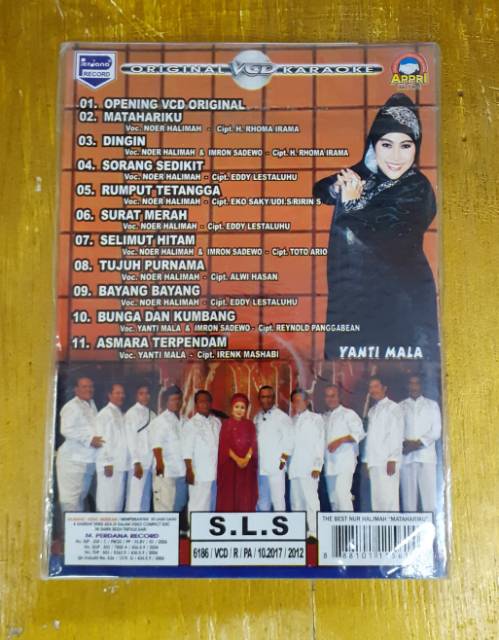 Perdana
RECORD
ORIGINAL VCD KARAOKE
APPRI
01. OPENING VCD ORIGINAL
02. MATAHARIKU
Voc. NOER HALIMAH - Cipt. H. RHOMA IRAMA
03. DINGIN
Voc. NOER HALIMAH & IMRON SADEWO - Cipt. H. RHOMA IRAMA
04. SORANG SEDIKIT
Voc. NOER HALIMAH - Cipt. EDDY LESTALUHU
05. RUMPUT TETANGGA
Voc. NOER HALIMAH - Cipt. EKO SAKY/UDI.S/RIRIN S
06. SURAT MERAH
Voc. NOER HALIMAH - Cipt. EDDY LESTALUHU
07. SELIMUT HITAM
Voc. NOER HALIMAH & IMRON SADEWO - Cipt. TOTO ARIO
08. TUJUH PURNAMA
Voc. NOER HALIMAH - Cipt. ALWI HASAN
09. BAYANG BAYANG
Voc. NOER HALIMAH - Cipt. EDDY LESTALUHU
10. BUNGA DAN KUMBANG
Voc. YANTI MALA & IMRON SADEWO - Cipt. REYNOLD PANGGABEAN
11. ASMARA TERPENDAM
Voc. YANTI MALA - Cipt. IRENK MASHABI
YANTI MALA
M. PERDANA RECORD
S.L.S
6186 / VCD / R / PA / 10.2017 / 2012
THE BEST NUR HALIMAH "MATAHARIKU"